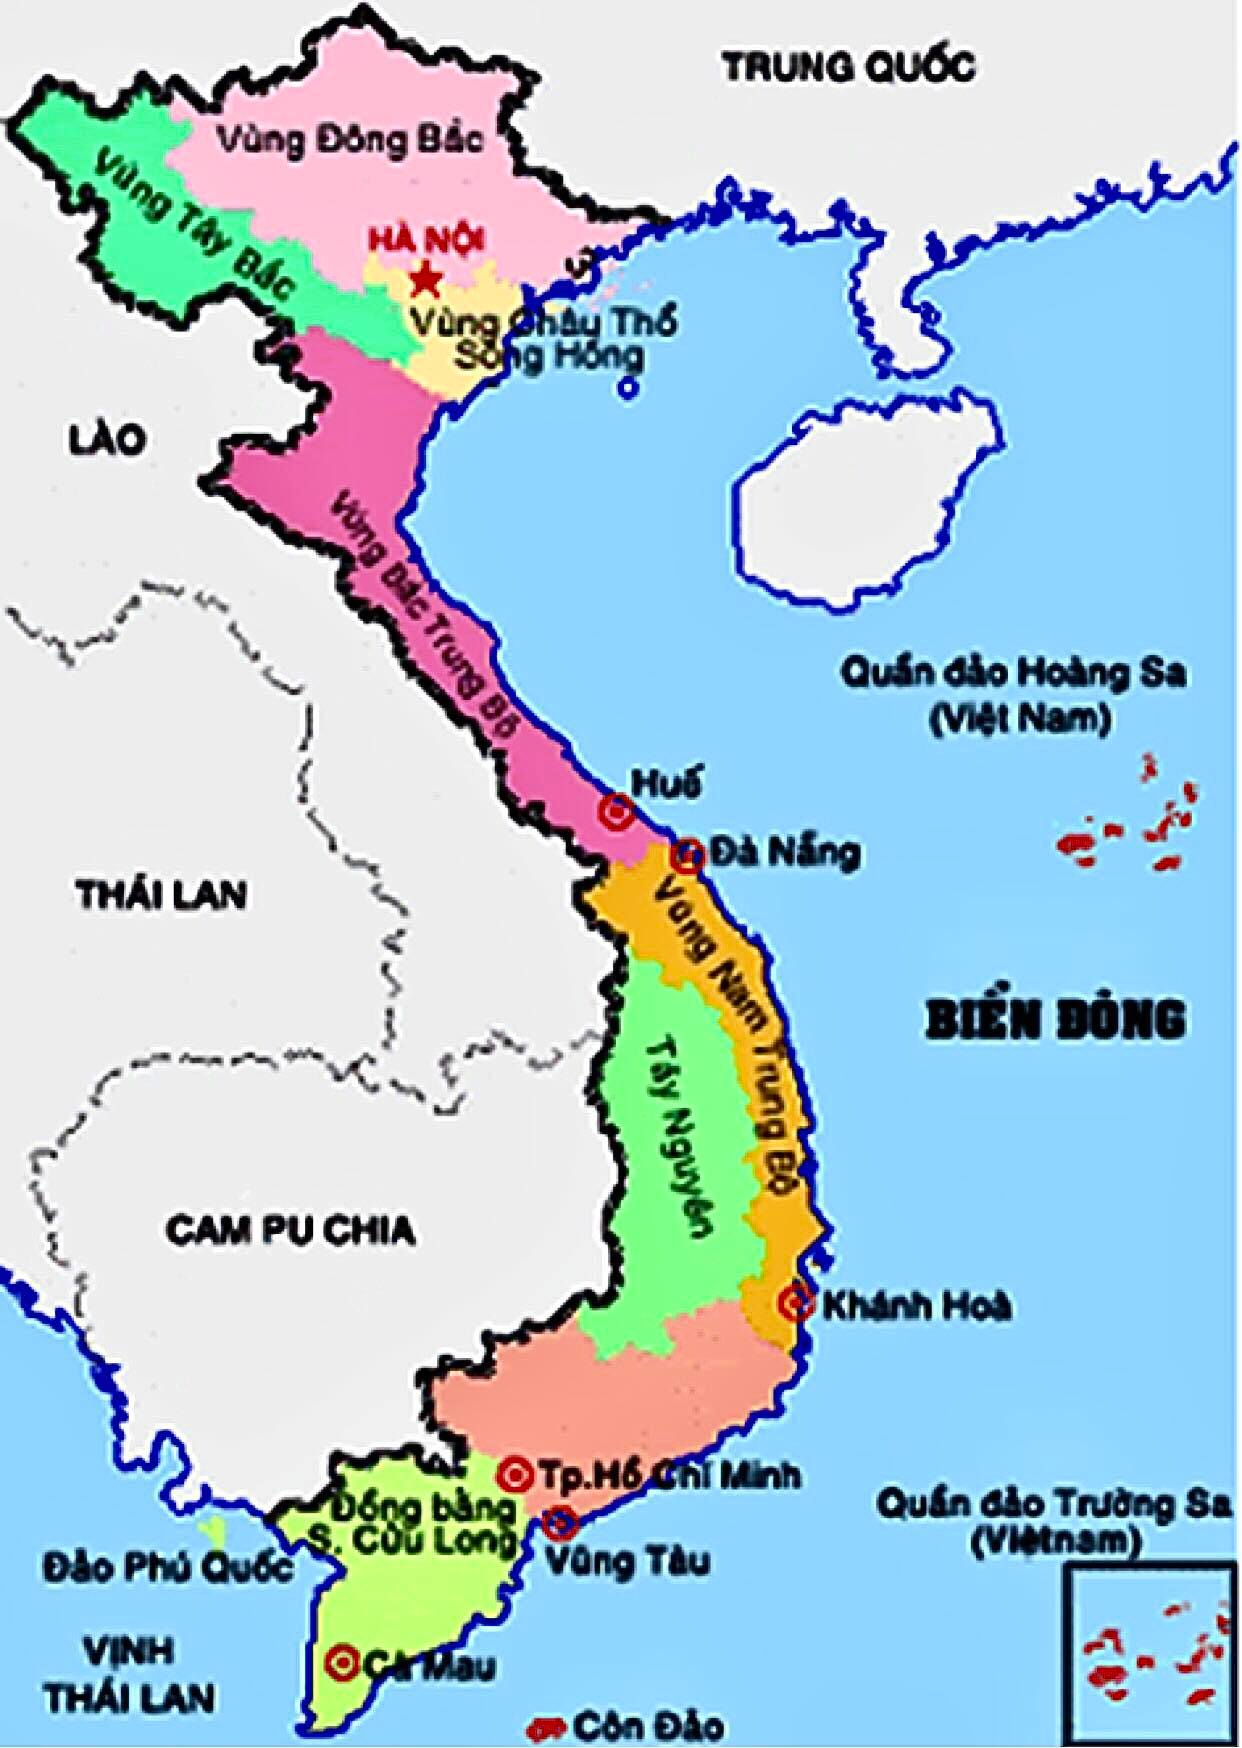 TRUNG QUỐC
Vùng Đông Bắc
Vùng Tây Bắc
HÀ NỘI
Vùng Châu Thổ
Sông Hồng
LÀO
Vùng Bắc Trung Bộ
Quần đảo Hoàng Sa
(Việt Nam)
Huế
Đà Nẵng
THÁI LAN
Vùng Nam Trung Bộ
BIỂN ĐÔNG
Tây Nguyên
CAM PU CHIA
Khánh Hoà
Tp.Hồ Chí Minh
Đồng bằng
S. Cửu Long
Quần đảo Trường Sa
(Việtnam)
Đảo Phú Quốc
Vũng Tàu
VỊNH
THÁI LAN
Cà Mau
Côn Đảo